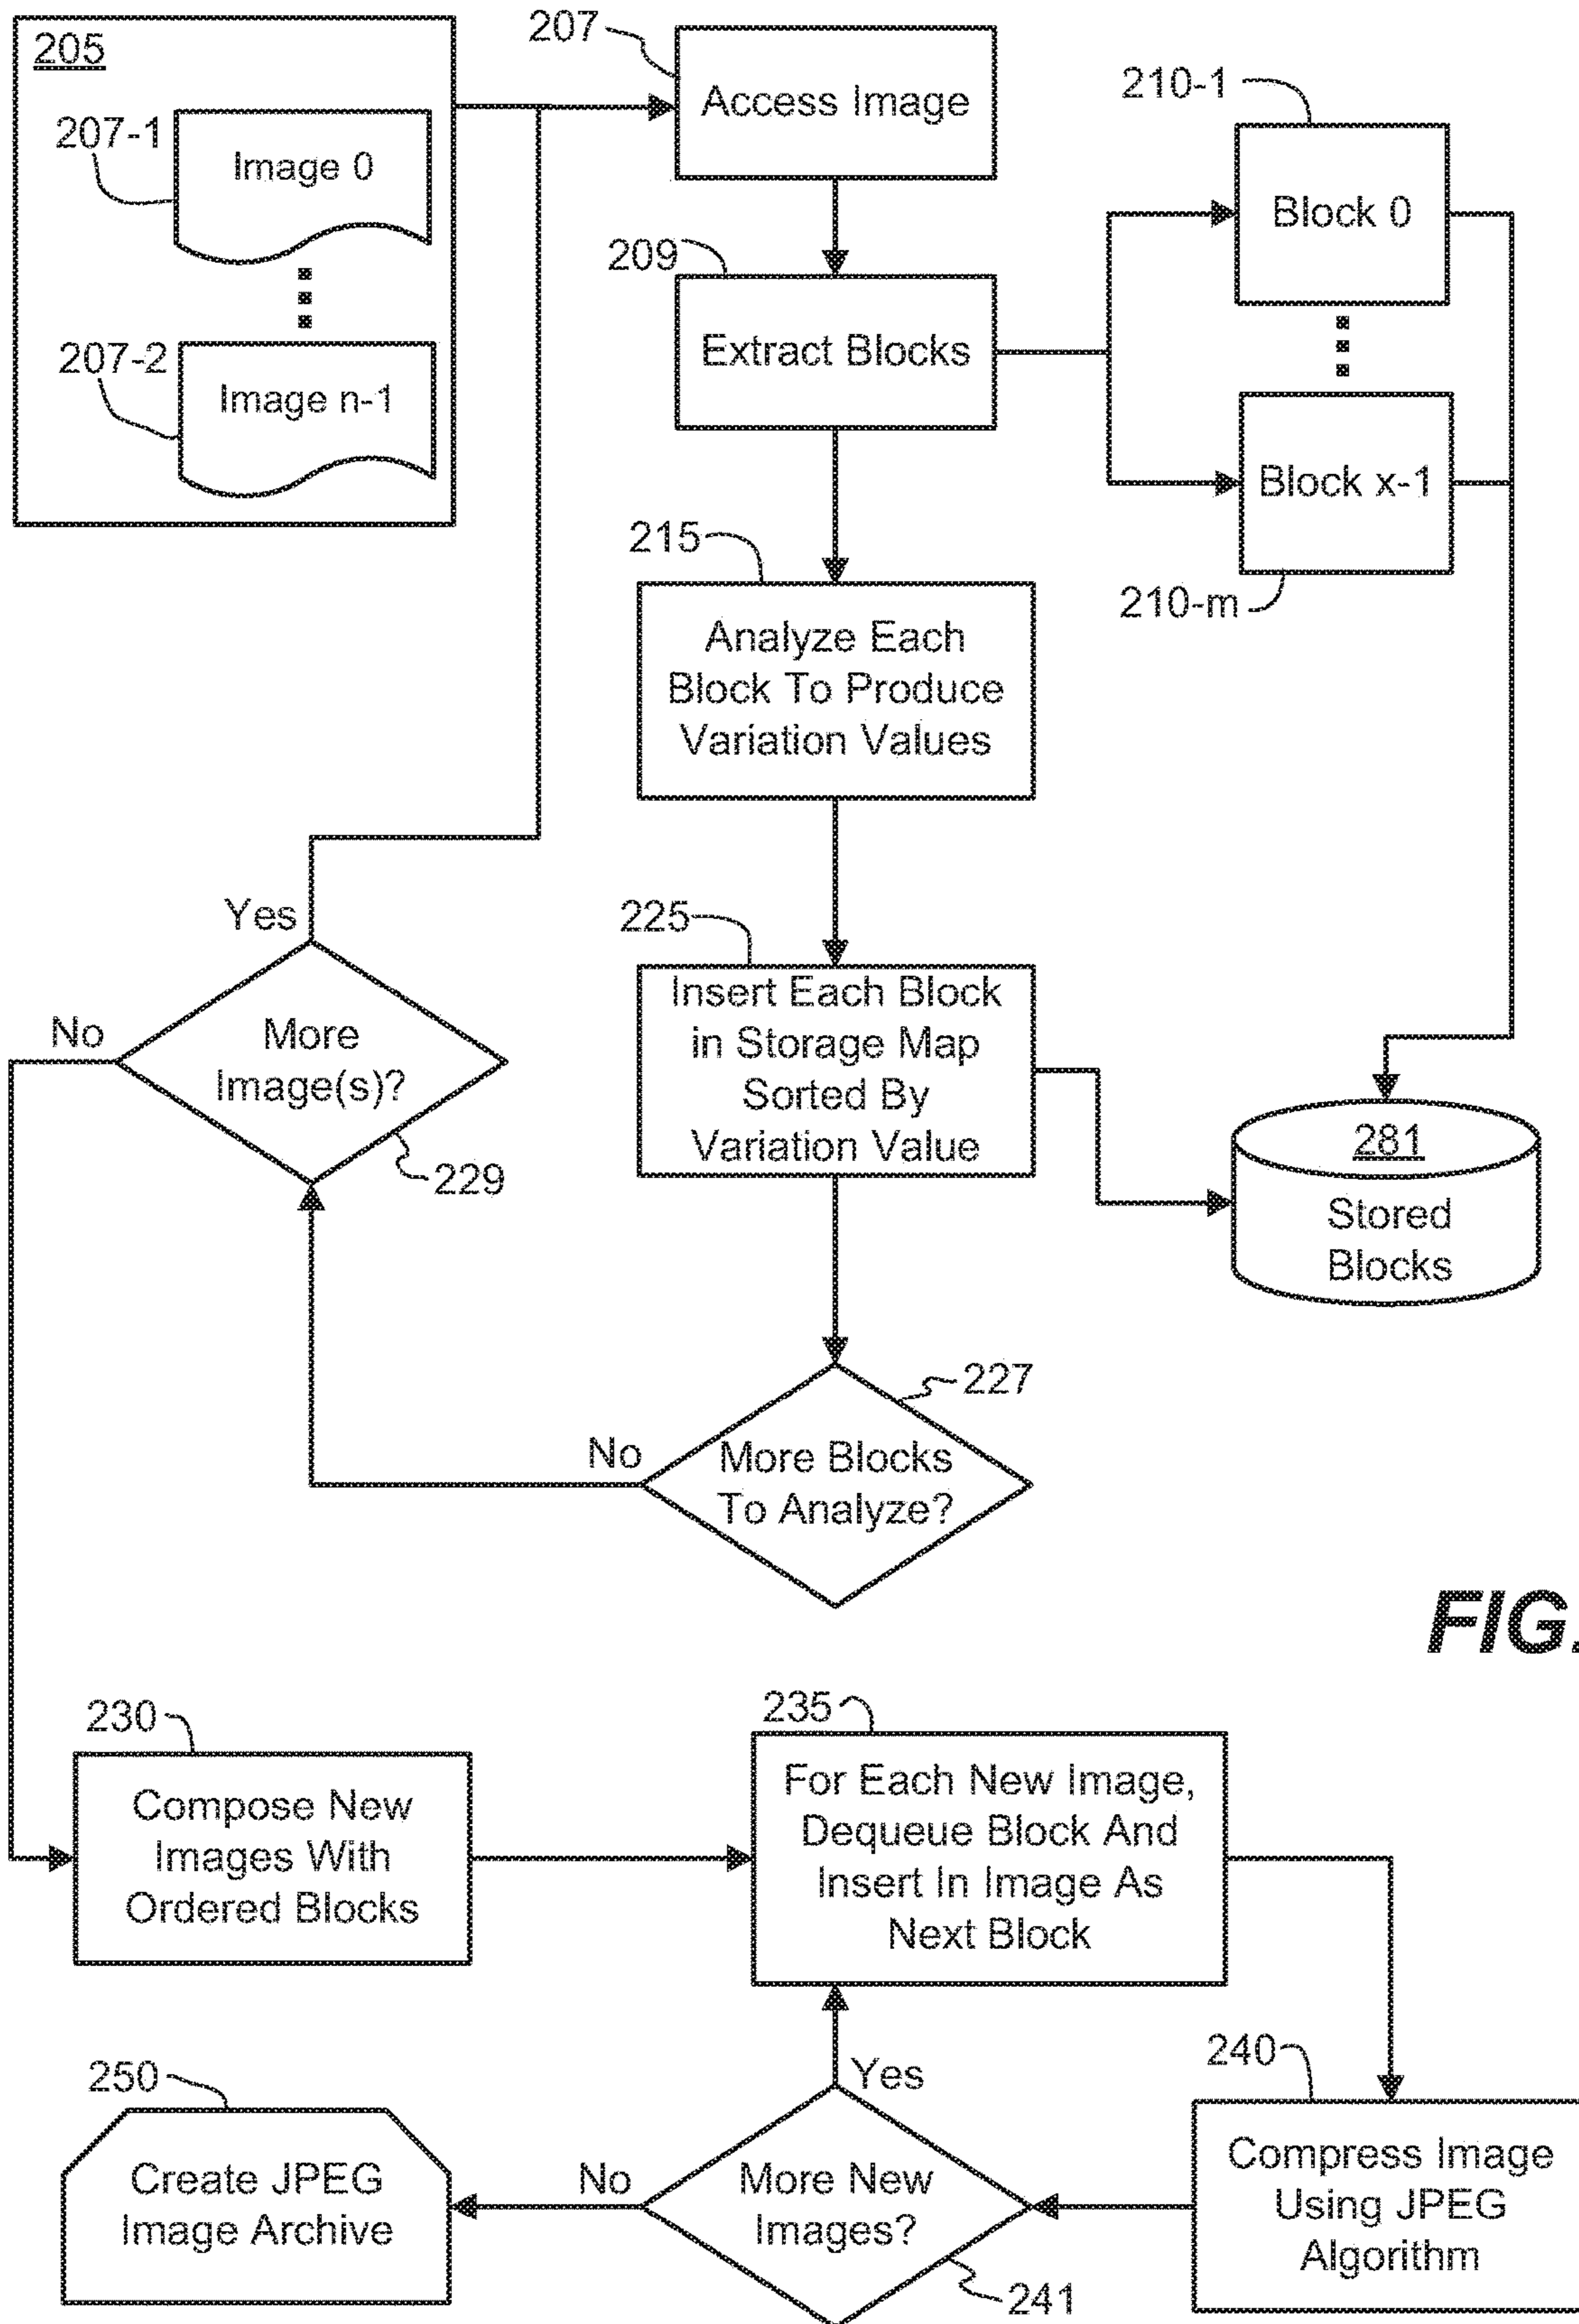 205
207-1
Image 0
207-2
Image n-1
207
Access Image
209
Extract Blocks
210-1
Block 0
Block x-1
210-m
215
Analyze Each
Block To Produce
Variation Values
225
Insert Each Block
in Storage Map
Sorted By
Variation Value
281
Stored
Blocks
Yes
No
More
Image(s)?
229
227
No
More Blocks
To Analyze?
FIG.
230
Compose New
Images With
Ordered Blocks
235
For Each New Image,
Dequeue Block And
Insert In Image As
Next Block
240
Compress Image
Using JPEG
Algorithm
Yes
No
More New
Images?
241
250
Create JPEG
Image Archive